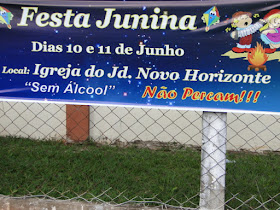 Festa Junina
Dias 10 e 11 de Junho
Local: Igreja do Jd. Novo Horizonte
"Sem Álcool" Não Percam!!!